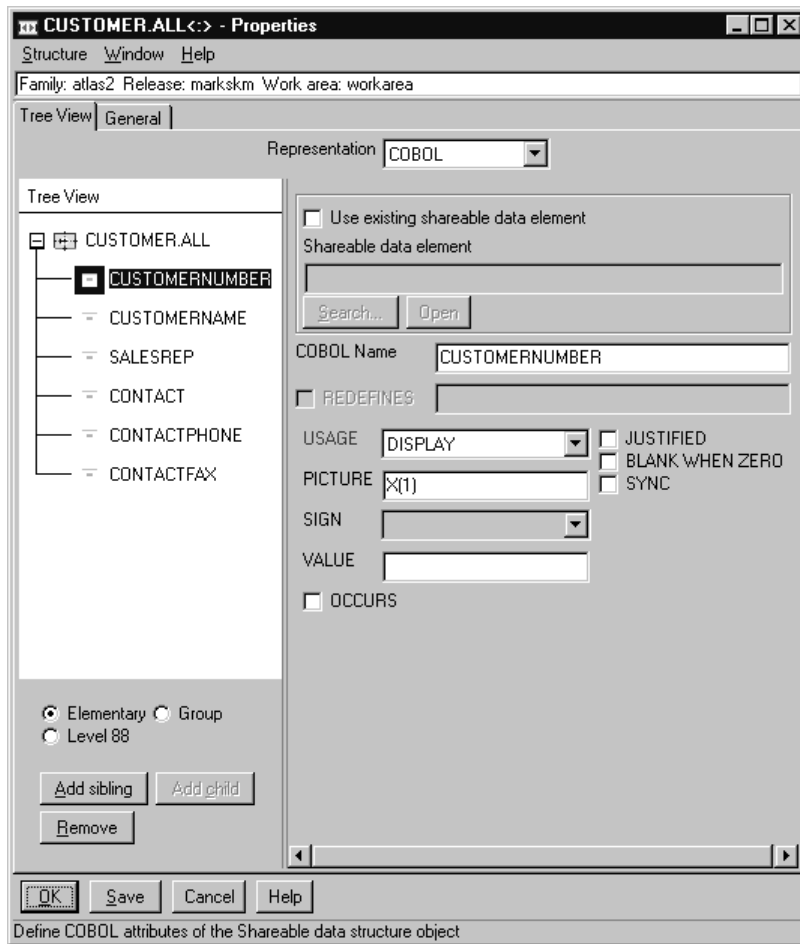 CUSTOMER.ALL<:> - Properties
Structure Window Help
Family: atlas2 Release: markskm Work area: workarea
Tree View General
Representation COBOL
Tree View
CUSTOMER.ALL
CUSTOMERNUMBER
CUSTOMERNAME
SALESREP
CONTACT
CONTACTPHONE
CONTACTFAX
Elementary Group
Level 88
Add sibling Add child
Remove
Use existing shareable data element
Shareable data element
Search... Open
COBOL Name CUSTOMERNUMBER
REDEFINES
USAGE DISPLAY JUSTIFIED
BLANK WHEN ZERO
PICTURE X(1) SYNC
SIGN
VALUE
OCCURS
OK Save Cancel Help
Define COBOL attributes of the Shareable data structure object